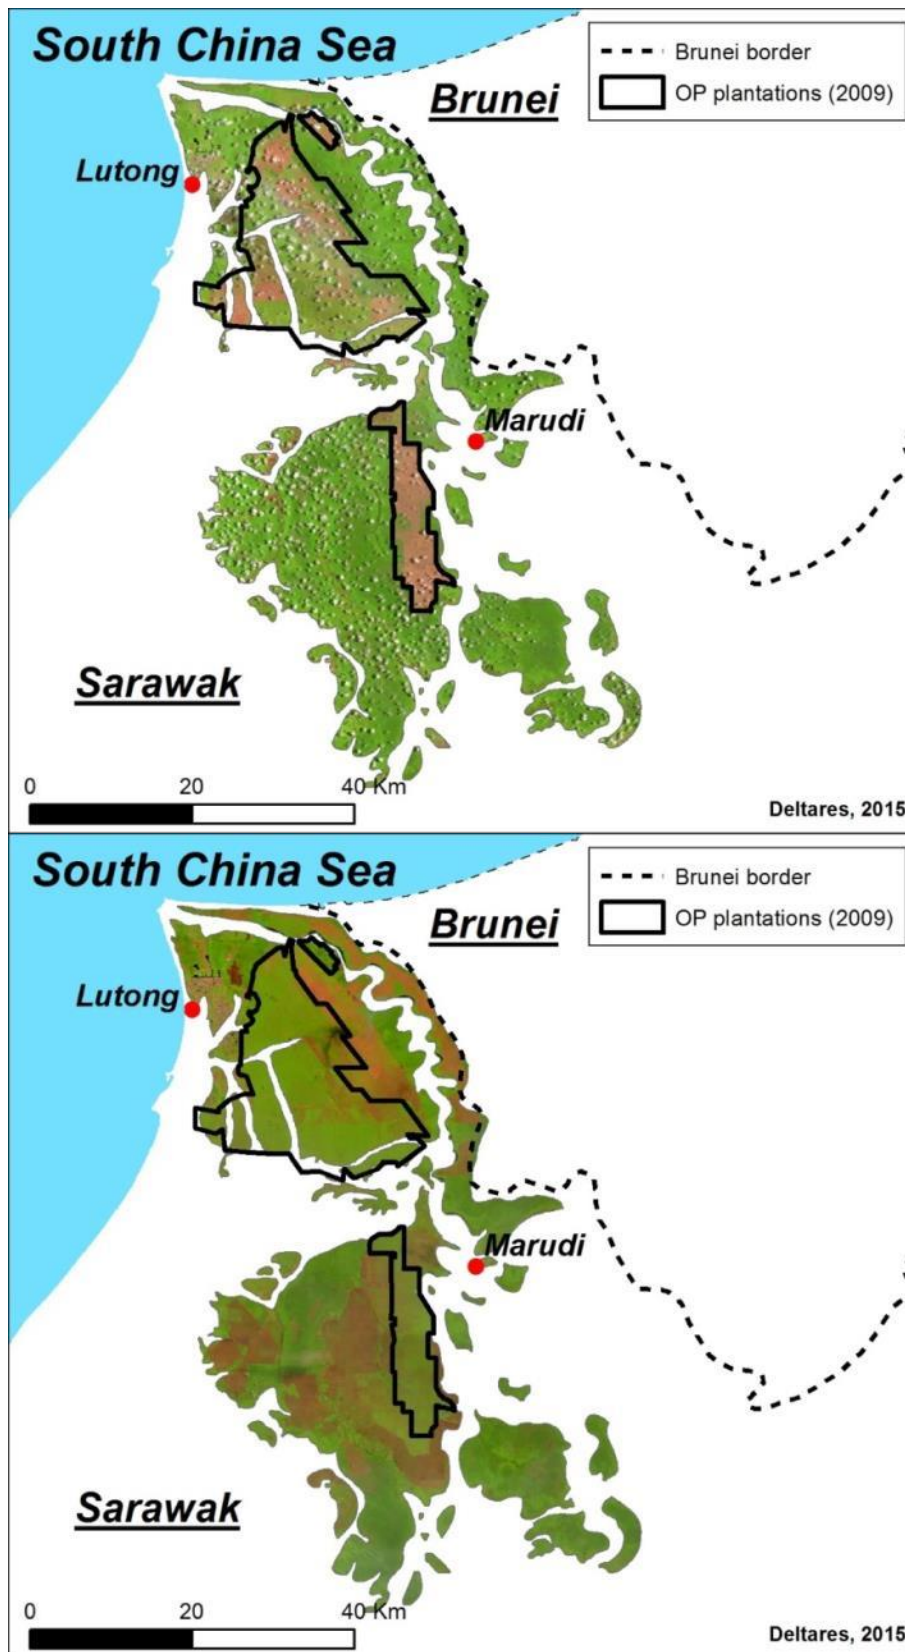 South China Sea
Brunei border
OP plantations (2009)
Brunei
Lutong
Marudi
Sarawak
0 20 40 Km
Deltares, 2015
South China Sea
Brunei border
OP plantations (2009)
Brunei
Lutong
Marudi
Sarawak
0 20 40 Km
Deltares, 2015